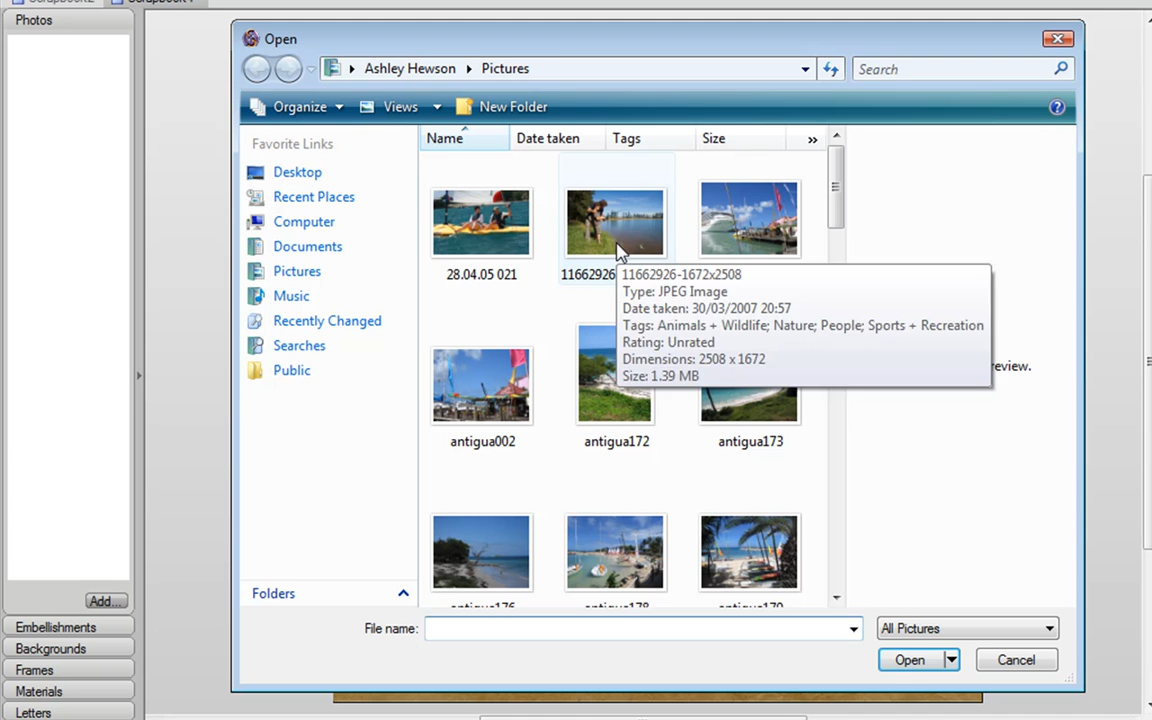 Photos
Open
Ashley Hewson
Pictures
Search
Organize
Views
New Folder
Favorite Links
Name
Date taken
Tags
Size
»
Desktop
Recent Places
Computer
Documents
Pictures
Music
Recently Changed
Searches
Public
28.04.05 021
11662926
11662926-1672x2508
Type: JPEG Image
Date taken: 30/03/2007 20:57
Tags: Animals + Wildlife; Nature; People; Sports + Recreation
Rating: Unrated
Dimensions: 2508 x 1672
Size: 1.39 MB
review.
antigua002
antigua172
antigua173
Folders
Add...
File name:
All Pictures
Open
Cancel
Embellishments
Backgrounds
Frames
Materials
Letters